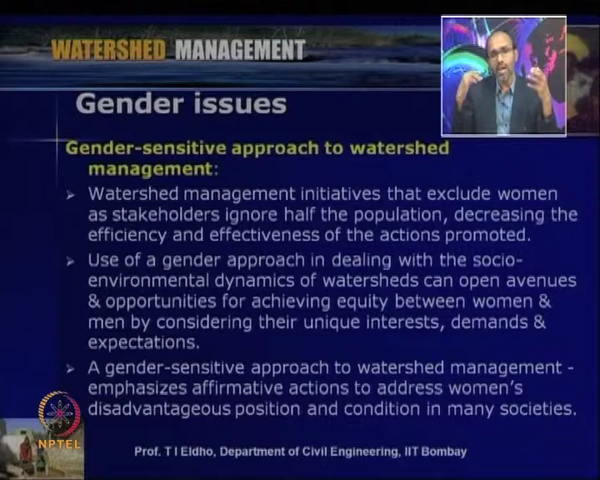 WATERSHED MANAGEMENT
Gender issues
Gender-sensitive approach to watershed
management:
➢ Watershed management initiatives that exclude women
as stakeholders ignore half the population, decreasing the
efficiency and effectiveness of the actions promoted.
➢ Use of a gender approach in dealing with the socio-
environmental dynamics of watersheds can open avenues
& opportunities for achieving equity between women &
men by considering their unique interests, demands &
expectations.
➢ A gender-sensitive approach to watershed management -
emphasizes affirmative actions to address women's
disadvantageous position and condition in many societies.
NPTEL
Prof. T I Eldho, Department of Civil Engineering, IIT Bombay